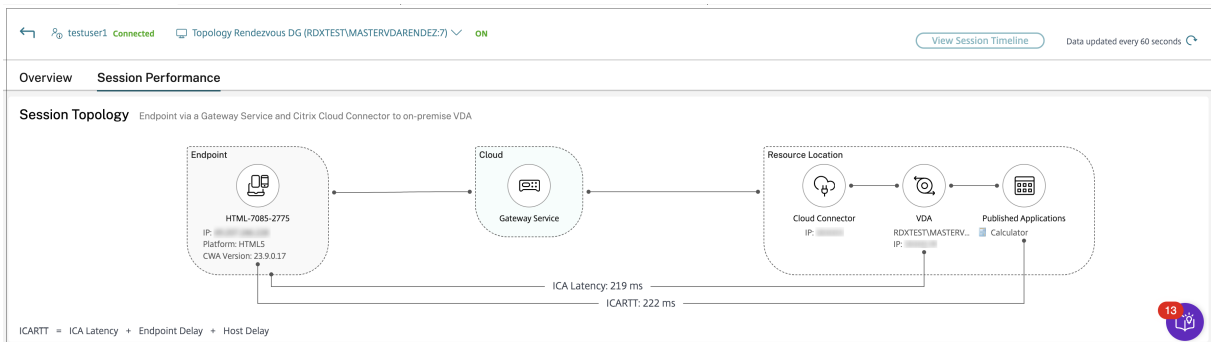 testuser1 Connected Topology Rendezvous DG (RDXTEST\MASTERVDARENDEZ:7) ON
View Session Timeline Data updated every 60 seconds
Overview Session Performance
Session Topology Endpoint via a Gateway Service and Citrix Cloud Connector to on-premise VDA
Endpoint Cloud Resource Location
HTML-7085-2775 Gateway Service Cloud Connector VDA Published Applications
IP: IP: RDXTEST\MASTERV... Calculator
Platform: HTML5 IP:
CWA Version: 23.9.0.17
ICA Latency: 219 ms
ICARTT: 222 ms
13
ICARTT = ICA Latency + Endpoint Delay + Host Delay